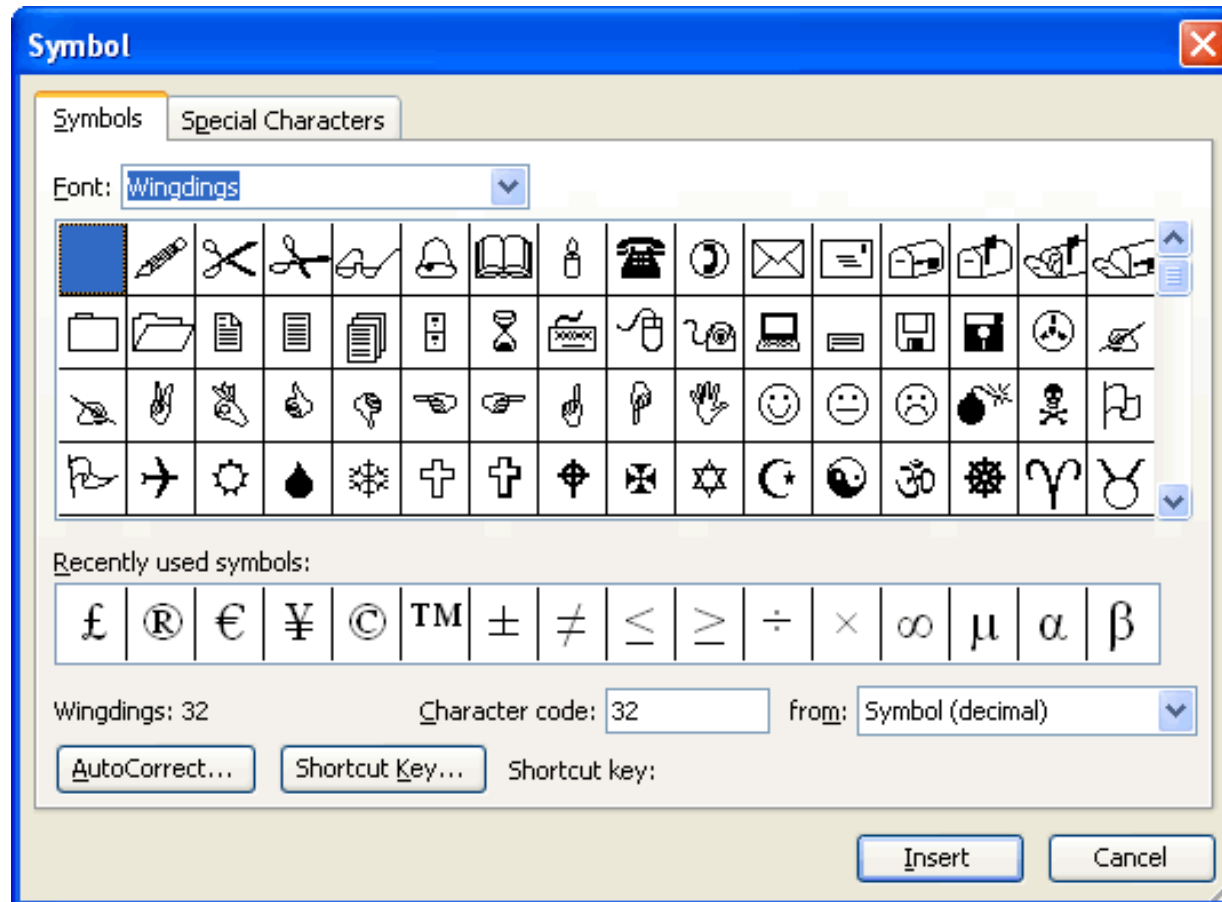 Symbol
Symbols Special Characters
Font: Wingdings
Recently used symbols:
£ ® € ¥ © ™ ± ≠ ≤ ≥ ÷ × ∞ µ α β
Wingdings: 32 Character code: 32 from: Symbol (decimal)
AutoCorrect... Shortcut Key... Shortcut key:
Insert Cancel